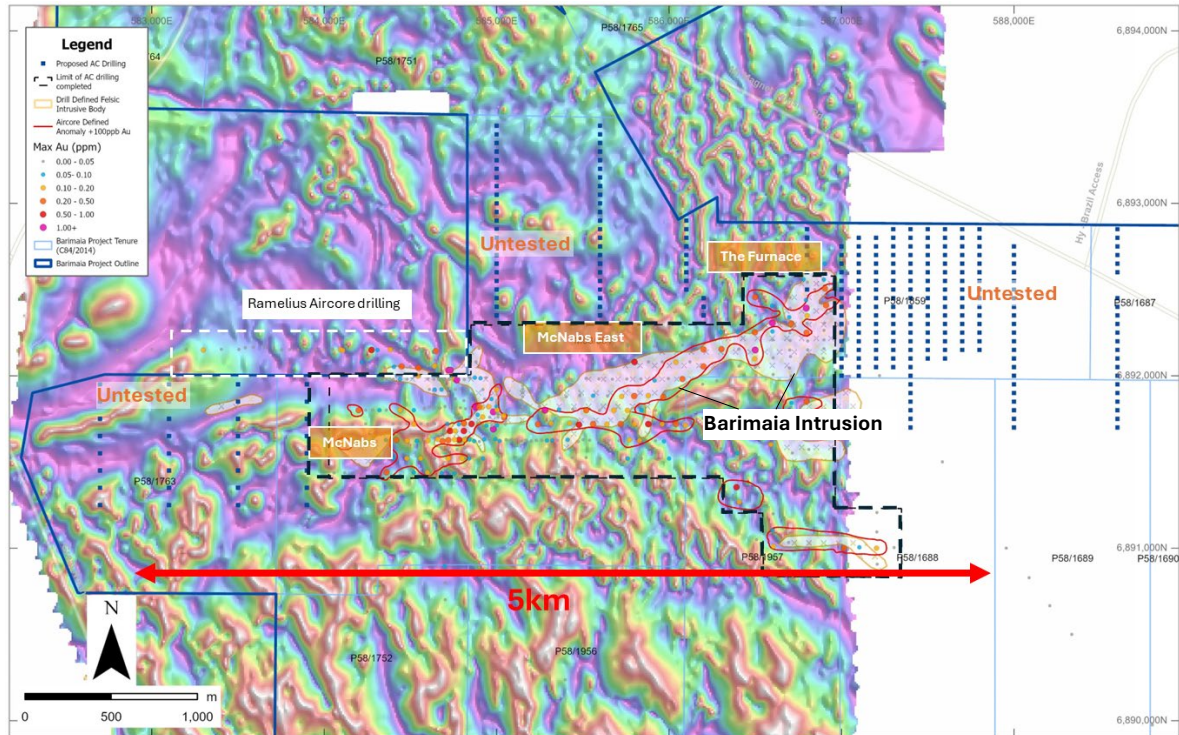 583,000E
584,000E
585,000E
586,000E
587,000E
588,000E
6,894,000N
6,893,000N
6,892,000N
6,891,000N
6,890,000N
Legend
Proposed AC Drilling
Limit of AC drilling
completed
Drill Defined Felsic
Intrusive Body
Aircore Defined
Anomaly +100ppb Au
Max Au (ppm)
0.00 - 0.05
0.05- 0.10
0.10 - 0.20
0.20 - 0.50
0.50 - 1.00
1.00+
Barimaia Project Tenure
(C84/2014)
Barimaia Project Outline
64
P58/1751
P58/1765
Hy - Brazil Access
Untested
The Furnace
Ramelius Aircore drilling
McNabs East
P58/1687
Untested
Untested
Barimaia Intrusion
McNabs
P58/1763
P58/1957
P58/1688
P58/1689
P58/1690
5km
N
P58/1752
P58/1956
m
0
500
1,000